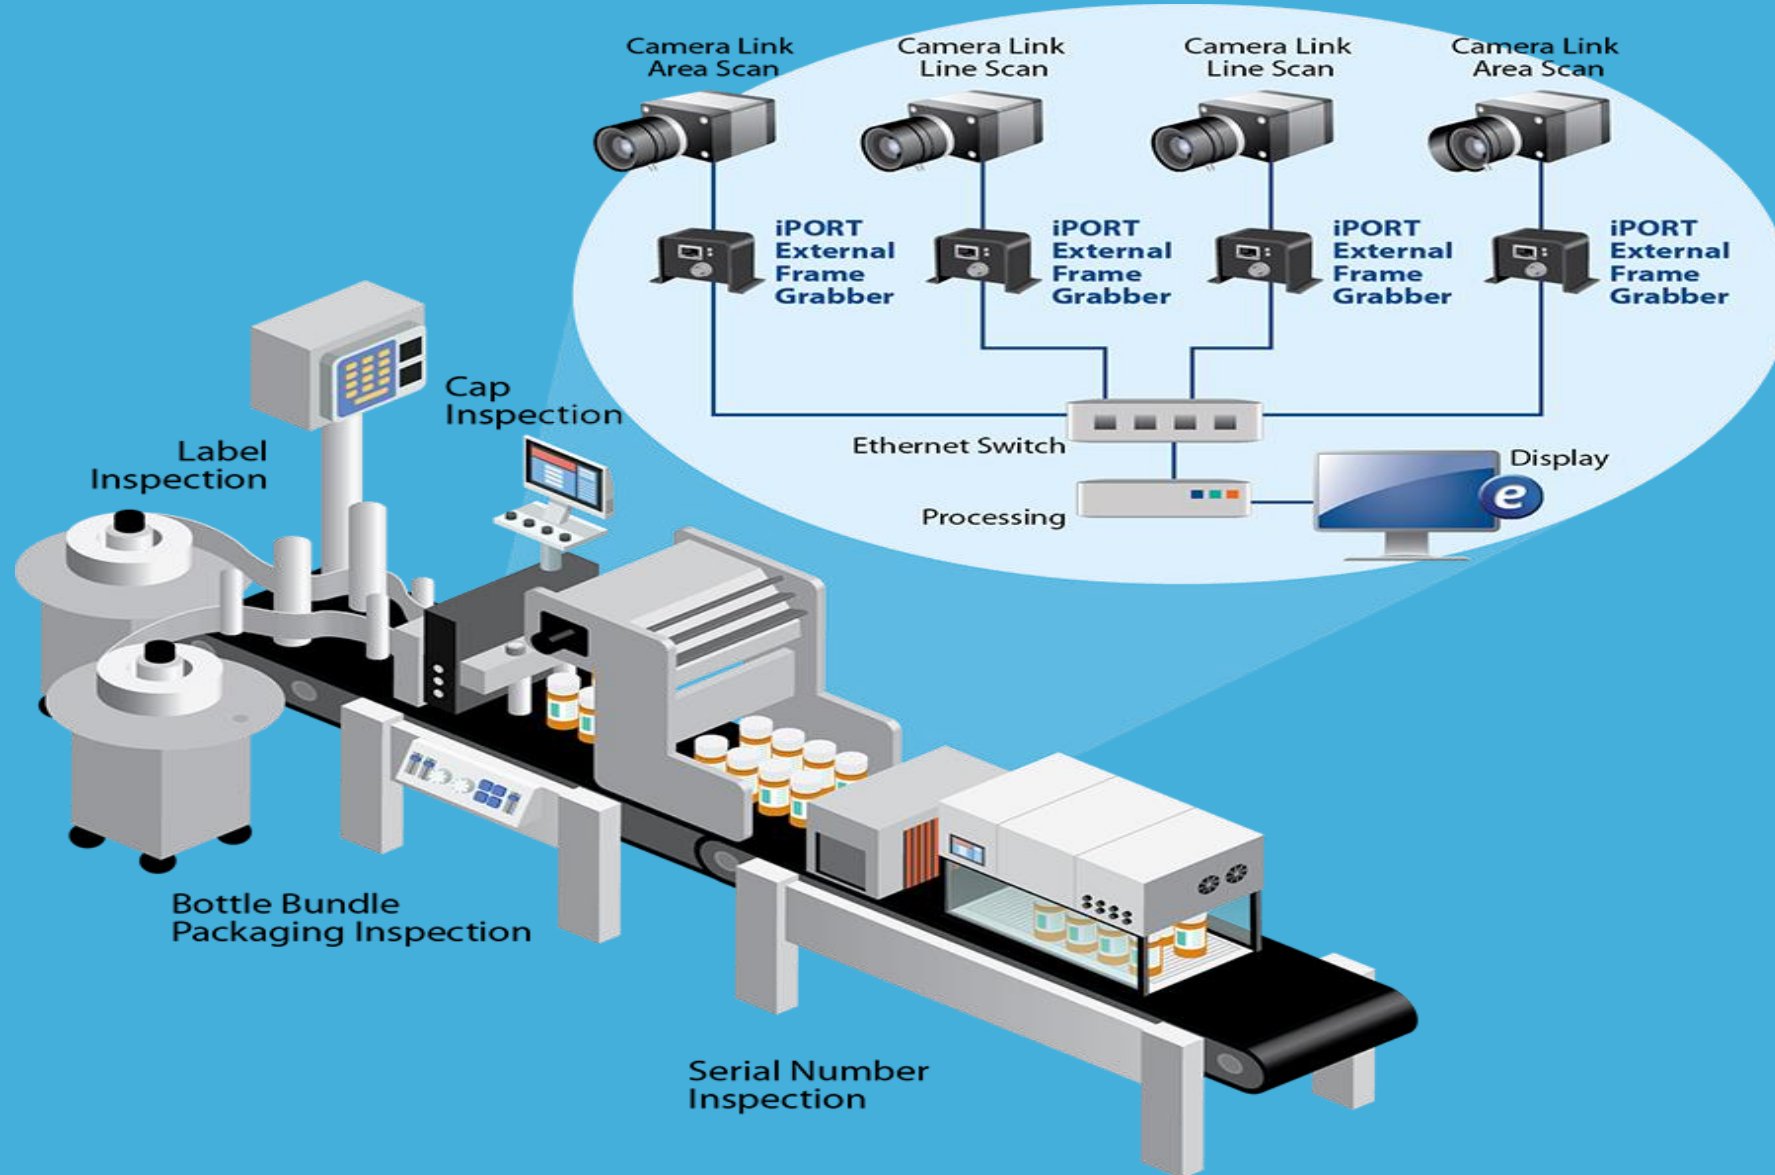 Camera Link
Area Scan
Camera Link
Line Scan
Camera Link
Line Scan
Camera Link
Area Scan
iPORT
External
Frame
Grabber
iPORT
External
Frame
Grabber
iPORT
External
Frame
Grabber
iPORT
External
Frame
Grabber
Ethernet Switch
Display
e
Processing
Cap
Inspection
Label
Inspection
Bottle Bundle
Packaging Inspection
Serial Number
Inspection